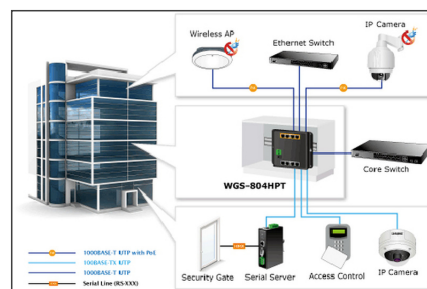 Wireless AP
Ethernet Switch
IP Camera
WGS-804HPT
Core Switch
1000BASE-T UTP with PoE
100BASE-TX UTP
1000BASE-T UTP
Serial Line (RS-XXX)
Security Gate
Serial Server
Access Control
IP Camera